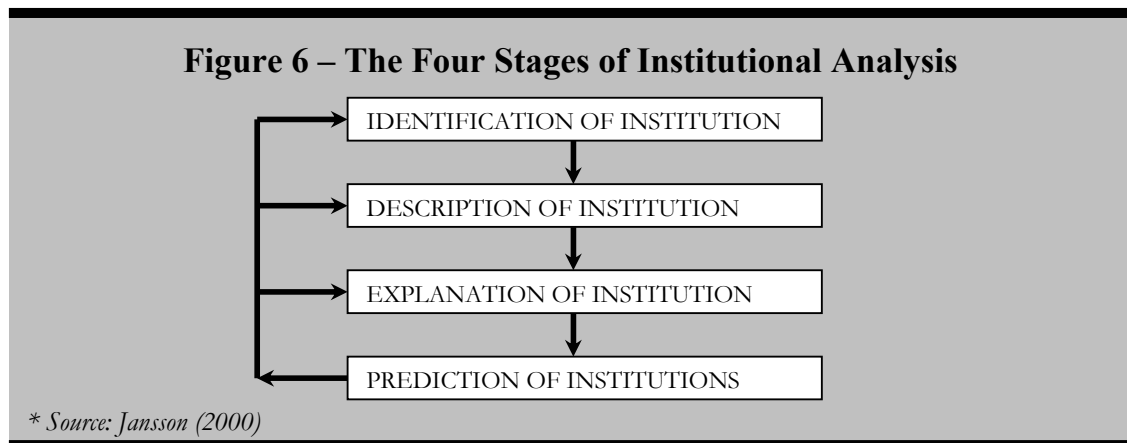 Figure 6 – The Four Stages of Institutional Analysis
IDENTIFICATION OF INSTITUTION
DESCRIPTION OF INSTITUTION
EXPLANATION OF INSTITUTION
PREDICTION OF INSTITUTIONS
* Source: Jansson (2000)